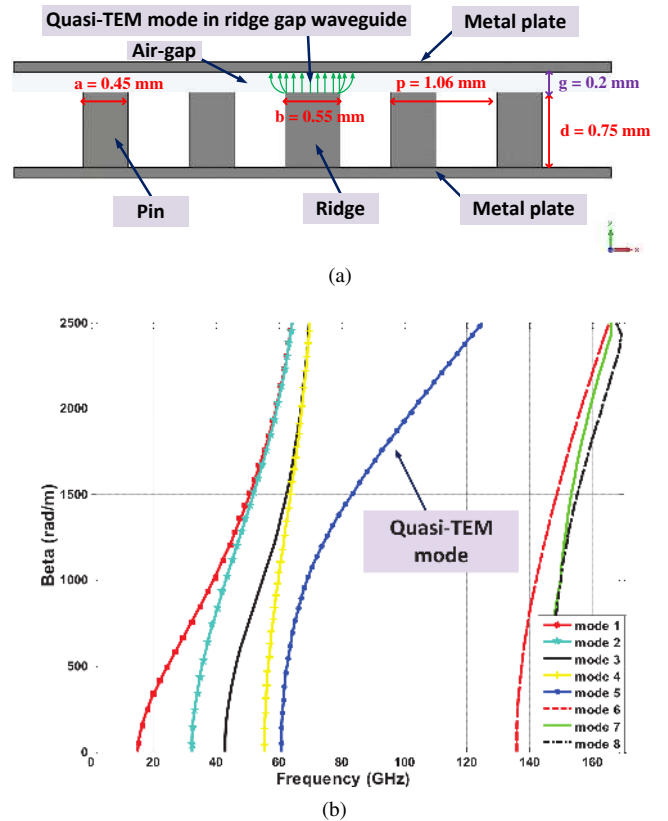 Quasi-TEM mode in ridge gap waveguide
Metal plate
Air-gap
a = 0.45 mm
p = 1.06 mm
g = 0.2 mm
b = 0.55 mm
d = 0.75 mm
Pin
Ridge
Metal plate
y
x
(a)
2500
2000
1500
1000
500
0
Beta (rad/m)
Quasi-TEM
mode
mode 1
mode 2
mode 3
mode 4
mode 5
mode 6
mode 7
mode 8
0 20 40 60 80 100 120 140 160
Frequency (GHz)
(b)